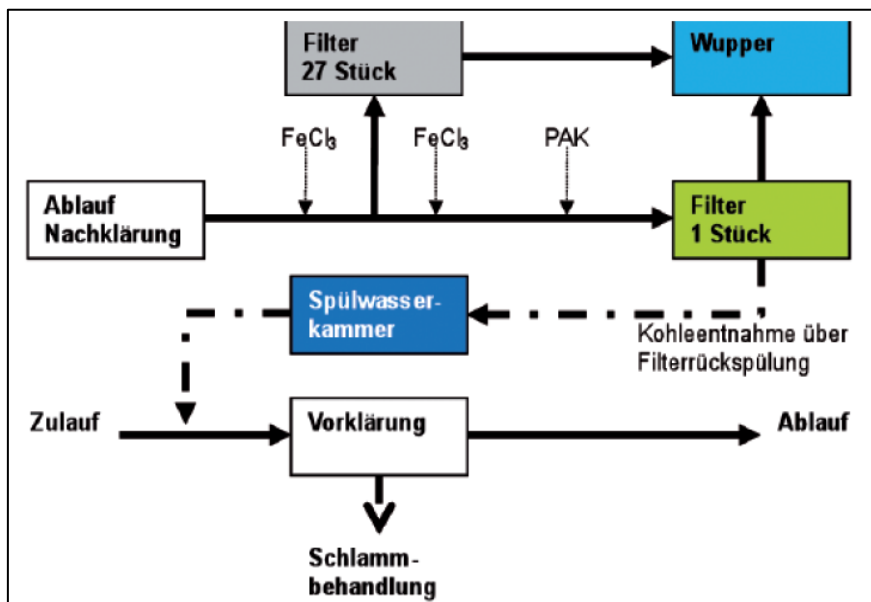 Filter
27 Stück
Wupper
FeCl₃
FeCl₃
PAK
Ablauf
Nachklärung
Filter
1 Stück
Spülwasser-
kammer
Kohleentnahme über
Filterrückspülung
Zulauf
Vorklärung
Ablauf
Schlamm-
behandlung